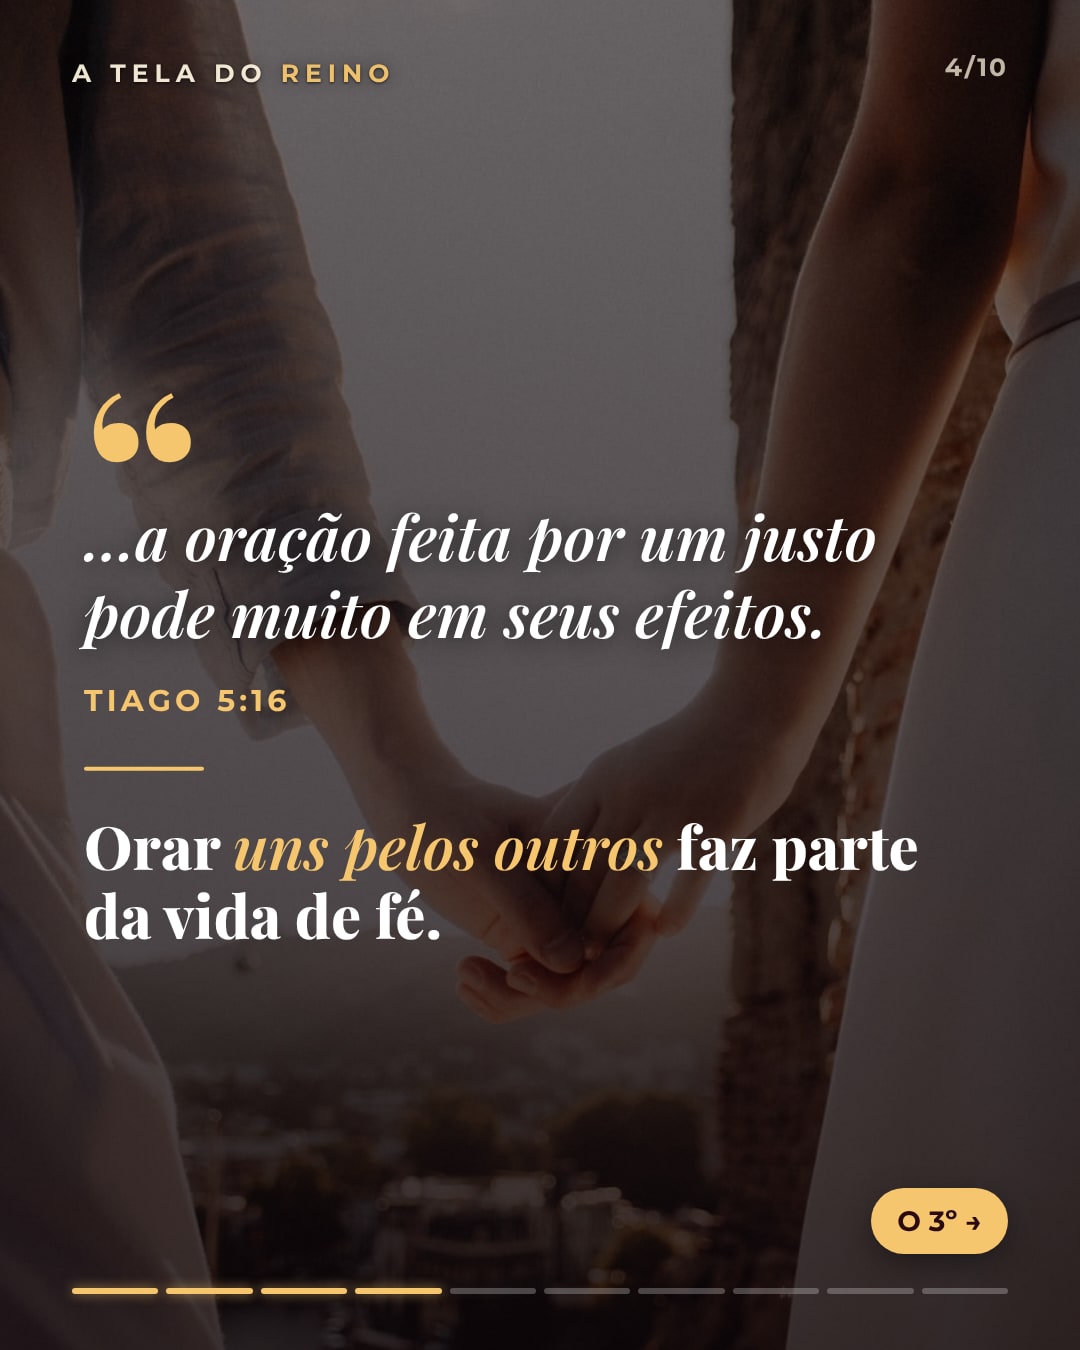 A TELA DO REINO
4/10
“
...a oração feita por um justo
pode muito em seus efeitos.
TIAGO 5:16
Orar uns pelos outros faz parte
da vida de fé.
O 3º →